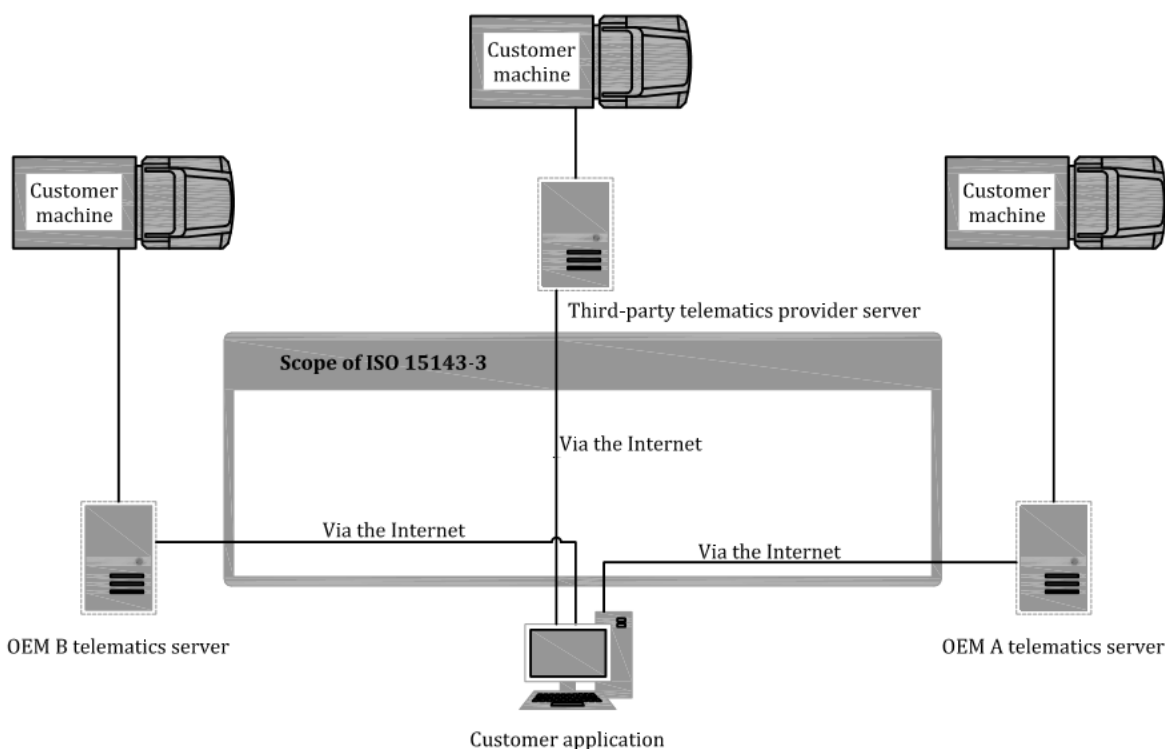 Customer
machine
Customer
machine
Customer
machine
Third-party telematics provider server
Scope of ISO 15143-3
Via the Internet
Via the Internet
Via the Internet
OEM B telematics server
OEM A telematics server
Customer application